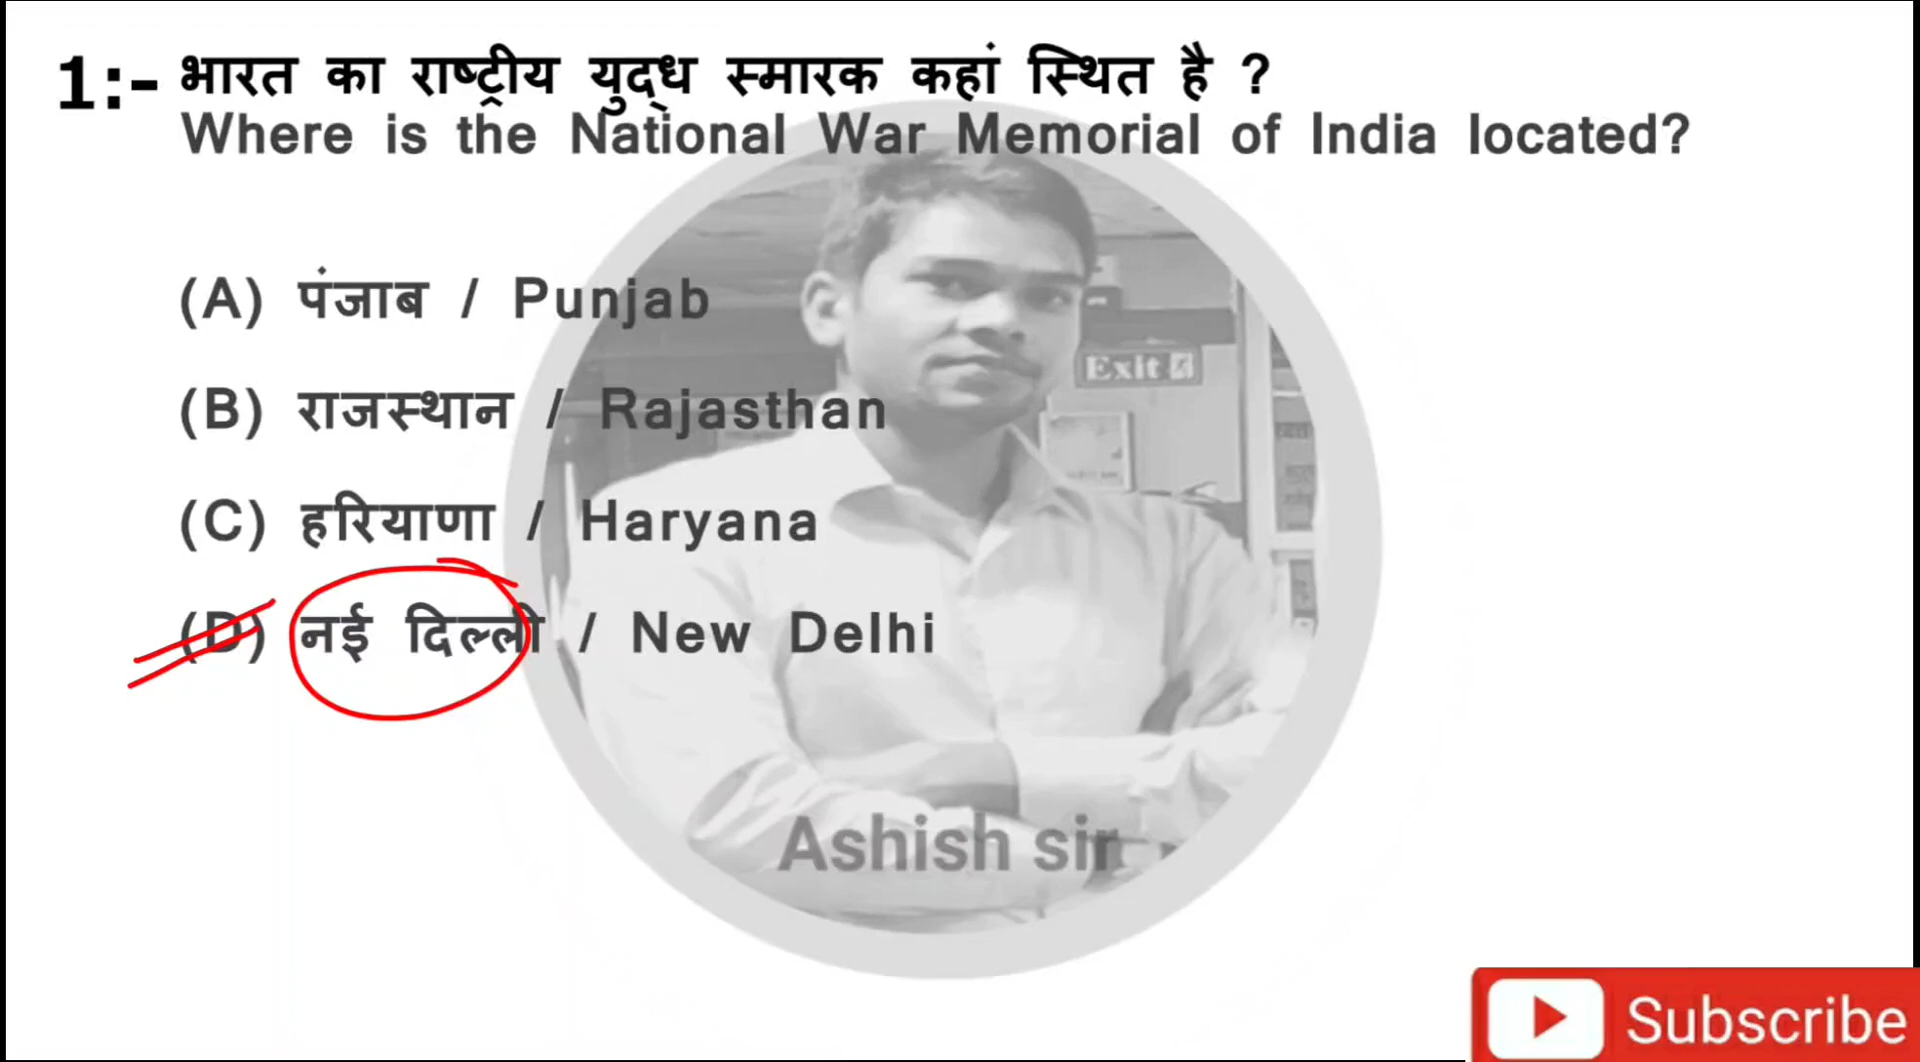 1:- भारत का राष्ट्रीय युद्ध स्मारक कहां स्थित है ?
Where is the National War Memorial of India located?
(A) पंजाब / Punjab
(B) राजस्थान / Rajasthan
Exit
(C) हरियाणा / Haryana
(D) नई दिल्ली / New Delhi
Ashish sir
Subscribe